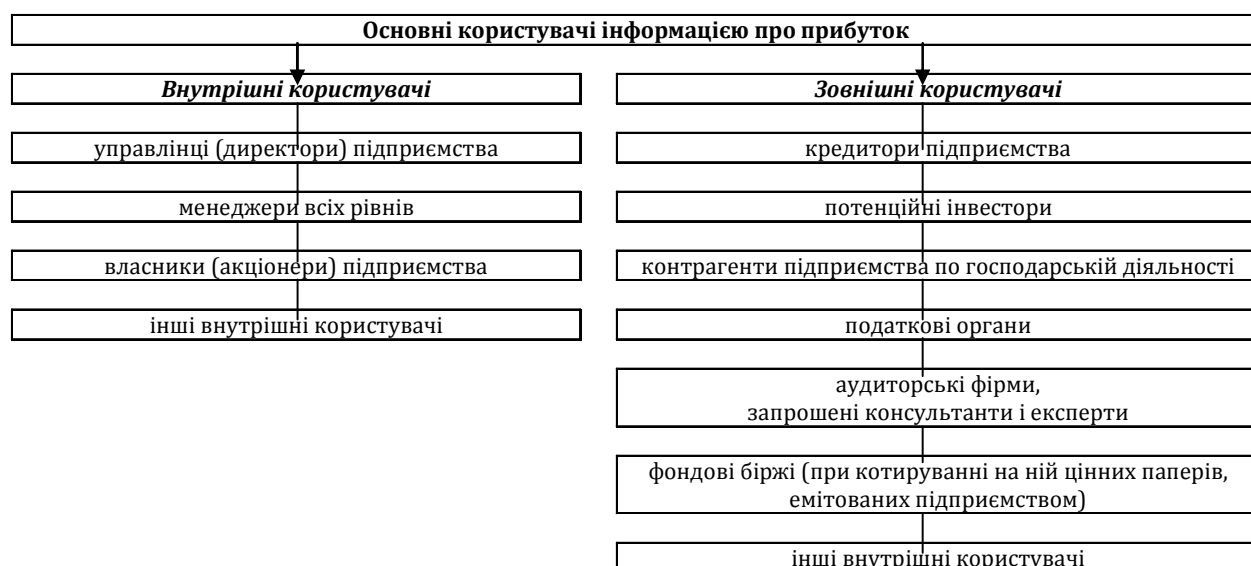 Основні користувачі інформацією про прибуток
Внутрішні користувачі
управлінці (директори) підприємства
менеджери всіх рівнів
власники (акціонери) підприємства
інші внутрішні користувачі
Зовнішні користувачі
кредитори підприємства
потенційні інвестори
контрагенти підприємства по господарській діяльності
податкові органи
аудиторські фірми,
запрошені консультанти і експерти
фондові біржі (при котируванні на ній цінних паперів,
емітованих підприємством)
інші внутрішні користувачі